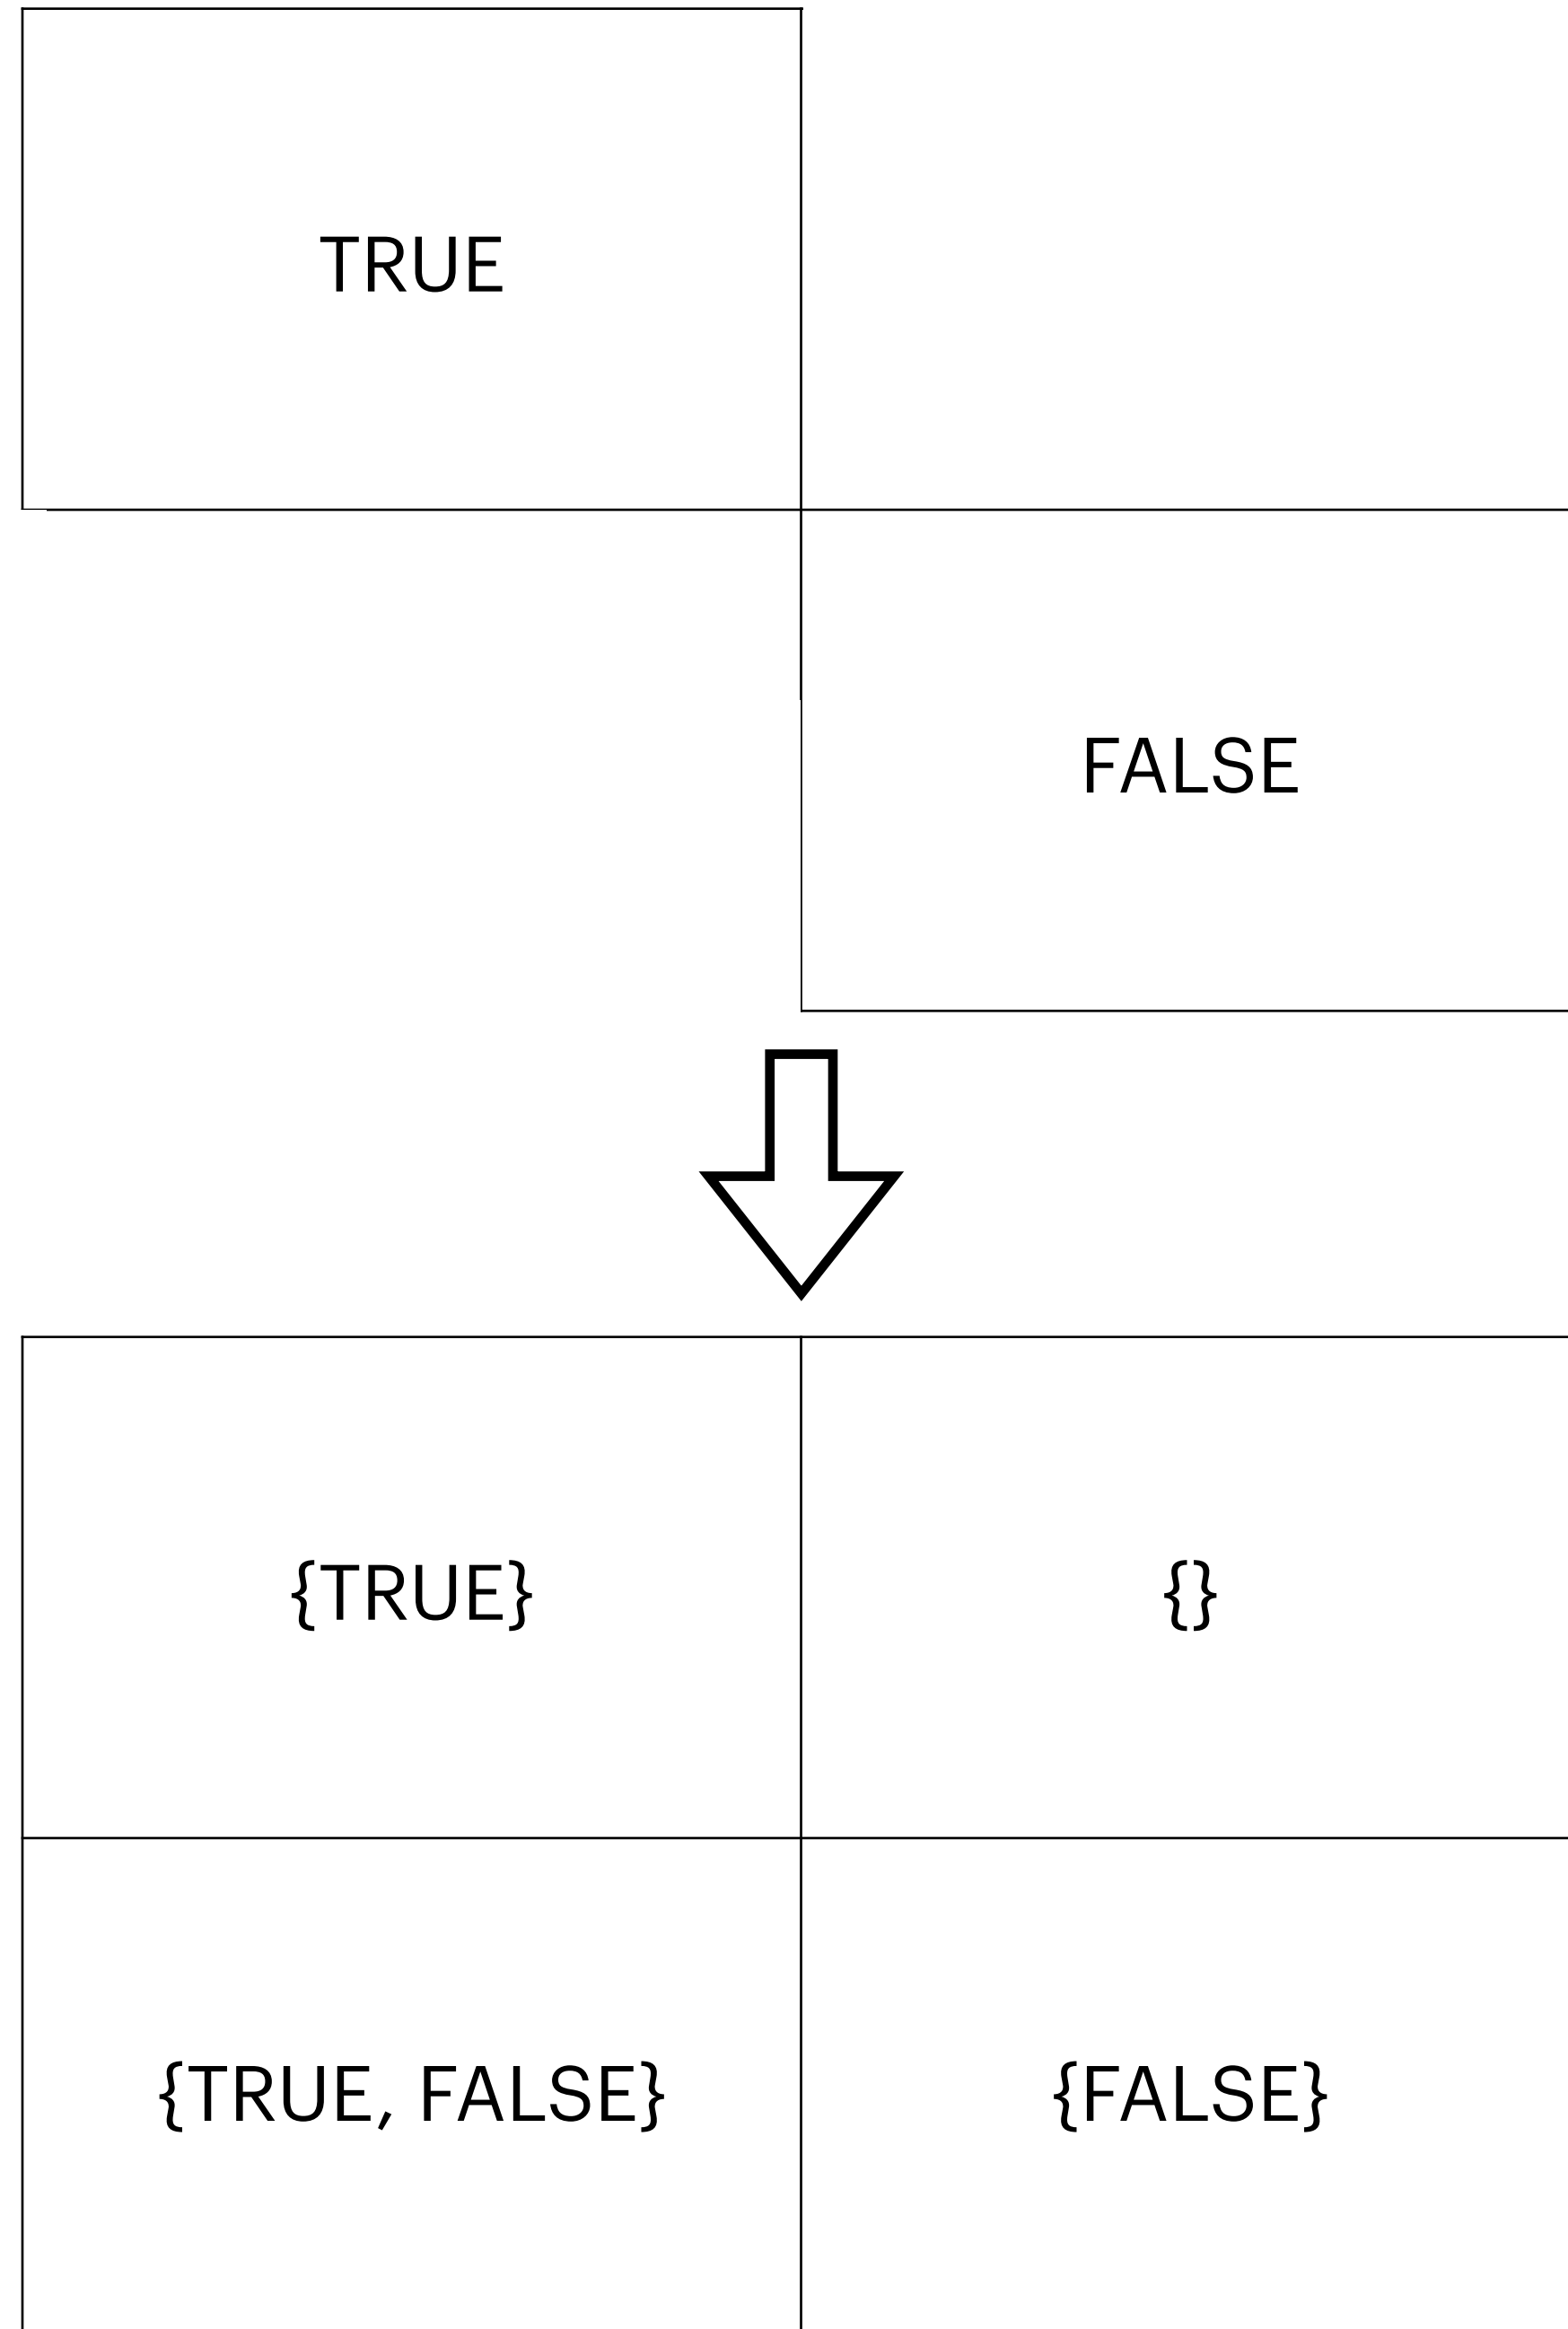 TRUE
FALSE
{TRUE}
{}
{TRUE, FALSE}
{FALSE}